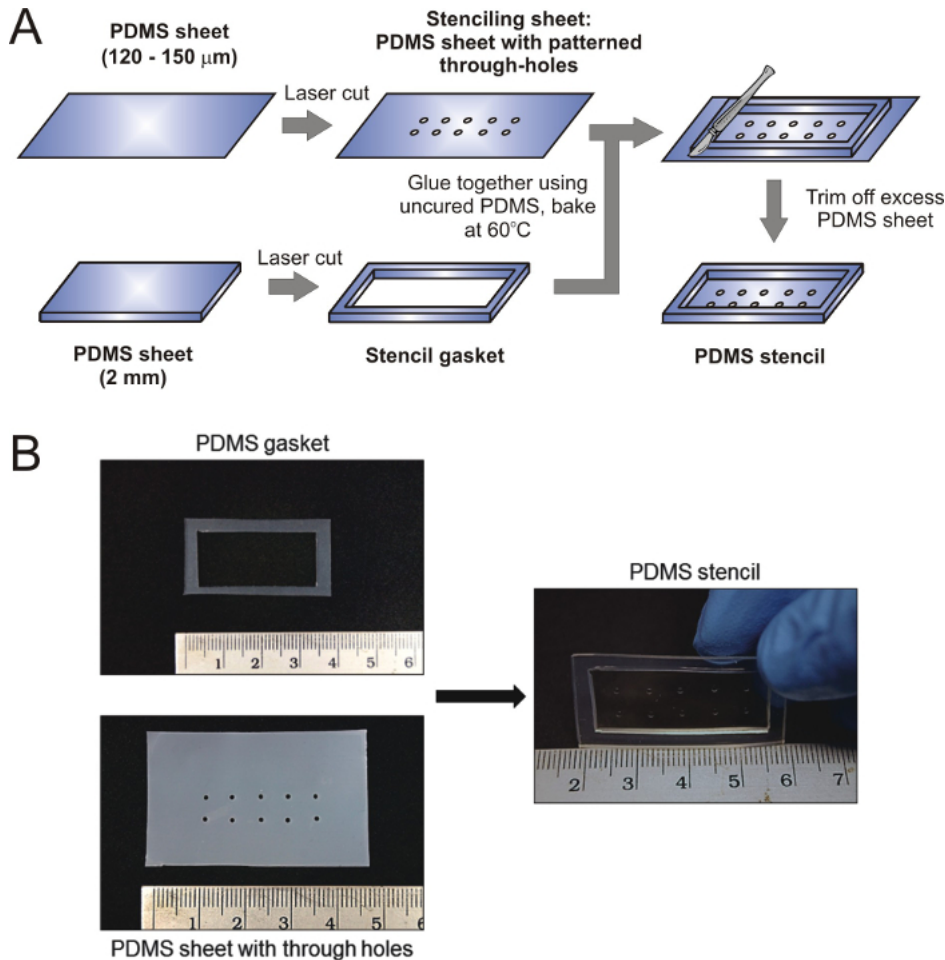 A
PDMS sheet
(120 - 150 μm)
Laser cut
Stenciling sheet:
PDMS sheet with patterned
through-holes
Glue together using
uncured PDMS, bake
at 60°C
Trim off excess
PDMS sheet
Laser cut
PDMS sheet
(2 mm)
Stencil gasket
PDMS stencil
B
PDMS gasket
1 2 3 4 5 6
PDMS stencil
2 3 4 5 6 7
1 2 3 4 5 6
PDMS sheet with through holes